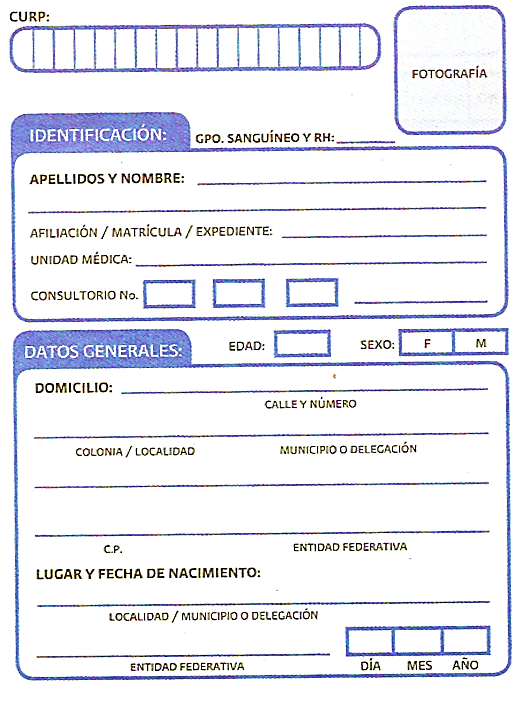 CURP:
FOTOGRAFÍA
IDENTIFICACIÓN:
GPO. SANGUÍNEO Y RH:
APELLIDOS Y NOMBRE:
AFILIACIÓN / MATRÍCULA / EXPEDIENTE:
UNIDAD MÉDICA:
CONSULTORIO No.
DATOS GENERALES:
EDAD:
SEXO: F M
DOMICILIO:
CALLE Y NÚMERO
COLONIA / LOCALIDAD MUNICIPIO O DELEGACIÓN
C.P. ENTIDAD FEDERATIVA
LUGAR Y FECHA DE NACIMIENTO:
LOCALIDAD / MUNICIPIO O DELEGACIÓN
ENTIDAD FEDERATIVA DÍA MES AÑO